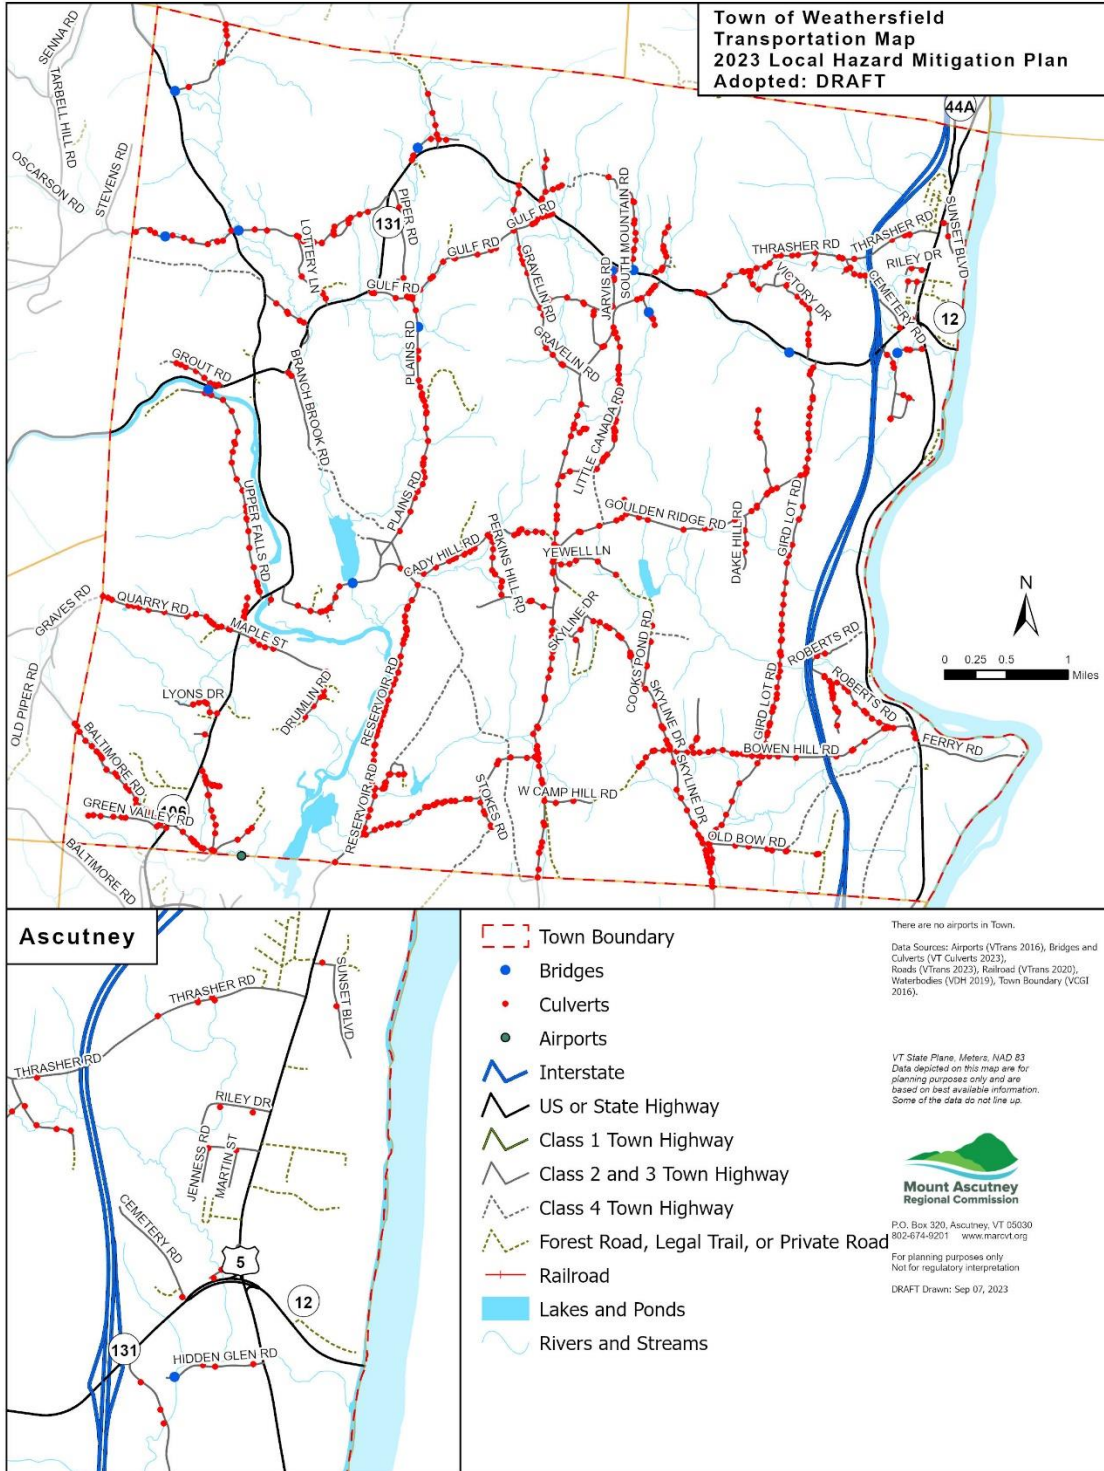 Town of Weathersfield
Transportation Map
2023 Local Hazard Mitigation Plan
Adopted: DRAFT
44A
SENNA RD
TARBELL HILL RD
OSCARSON RD
STEVENS RD
LOTTERY LN
PIPER RD
131
GULF RD
GULF RD
GULF RD
GRAVELIN RD
GRAVELIN RD
JARVIS RD
SOUTH MOUNTAIN RD
THRASHER RD
THRASHER RD
SUNSET BLVD
RILEY DR
VICTORY DR
CEMETERY RD
12
GROUT RD
BRANCH BROOK RD
PLAINS RD
PLAINS RD
LITTLE CANADA RD
UPPER FALLS RD
GOULDEN RIDGE RD
DAKE HILL RD
GIRD LOT RD
CADY HILL RD
PERKINS HILL RD
YEWELL LN
GRAVES RD
QUARRY RD
MAPLE ST
SKYLINE DR
COOKS POND RD
ROBERTS RD
ROBERTS RD
N
0 0.25 0.5 1
Miles
OLD PIPER RD
LYONS DR
DRUMLIN RD
RESERVOIR RD
RESERVOIR RD
SKYLINE DR
SKYLINE DR
GIRD LOT RD
BOWEN HILL RD
FERRY RD
BALTIMORE RD
106
GREEN VALLEY RD
BALTIMORE RD
STOKES RD
W CAMP HILL RD
OLD BOW RD
Ascutney
THRASHER RD
SUNSET BLVD
THRASHER RD
RILEY DR
JENNESS RD
MARTIN ST
CEMETERY RD
5
12
131
HIDDEN GLEN RD
Town Boundary
Bridges
Culverts
Airports
Interstate
US or State Highway
Class 1 Town Highway
Class 2 and 3 Town Highway
Class 4 Town Highway
Forest Road, Legal Trail, or Private Road
Railroad
Lakes and Ponds
Rivers and Streams
There are no airports in Town.
Data Sources: Airports (VTrans 2016), Bridges and
Culverts (VT Culverts 2023),
Roads (VTrans 2023), Railroad (VTrans 2020),
Waterbodies (VDH 2019), Town Boundary (VCGI
2016).
VT State Plane, Meters, NAD 83
Data depicted on this map are for
planning purposes only and are
based on best available information.
Some of the data do not line up.
Mount Ascutney
Regional Commission
P.O. Box 320, Ascutney, VT 05030
802-674-9201 www.marcvt.org
For planning purposes only
Not for regulatory interpretation
DRAFT Drawn: Sep 07, 2023